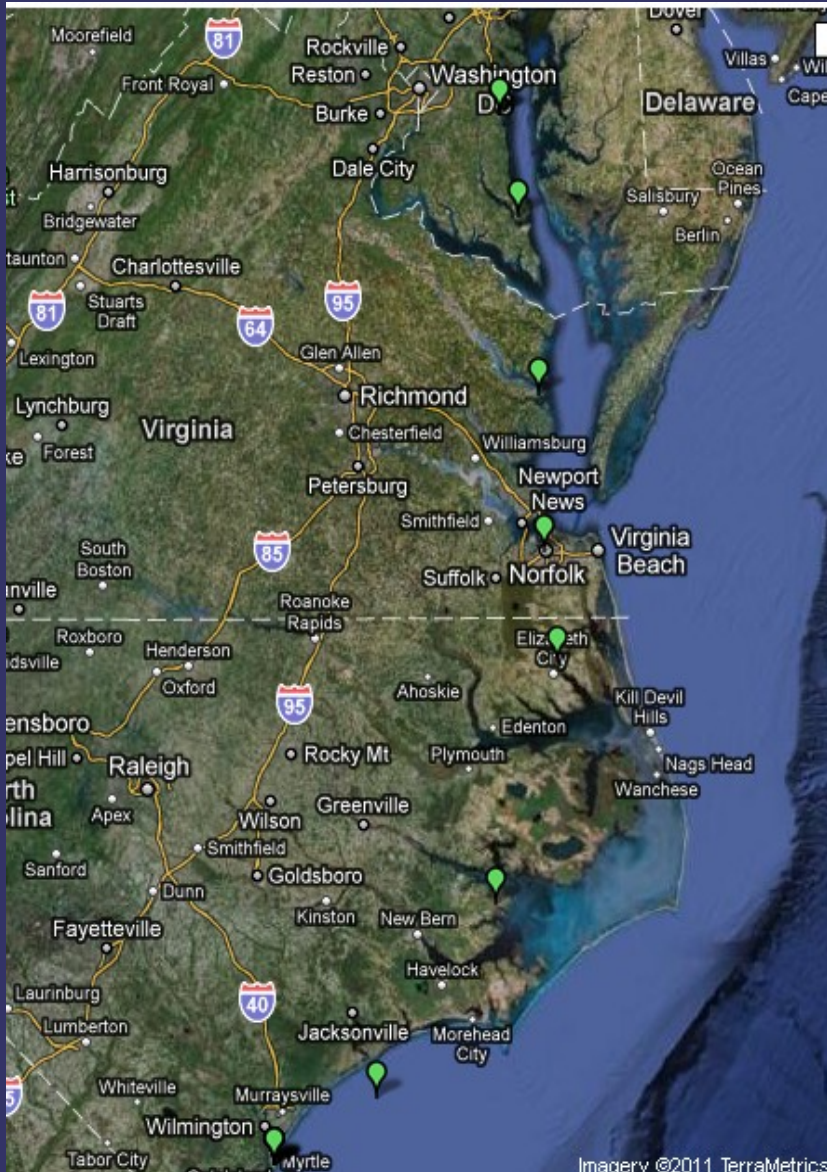 Dover
Moorefield
81
Rockville
Villas
Reston
Washington
Front Royal
Cape
Burke
Delaware
Dale City
Harrisonburg
Ocean
Pines
Salisbury
Bridgewater
Berlin
Charlottesville
Stuarts
Draft
95
81
64
Lexington
Glen Allen
Richmond
Lynchburg
Virginia
Chesterfield
Forest
Williamsburg
Petersburg
Newport
News
Smithfield
Virginia
Beach
85
South
Boston
Suffolk
Norfolk
Roanoke
Rapids
Roxboro
Henderson
Oxford
Ahoskie
Kill Devil
Hills
95
Edenton
Rocky Mt
Plymouth
Nags Head
Raleigh
Wanchese
Apex
Wilson
Greenville
Smithfield
Sanford
Goldsboro
Dunn
Kinston
New Bern
Fayetteville
Havelock
Laurinburg
40
Lumberton
Jacksonville
Morehead
City
Whiteville
Murraysville
Wilmington
Tabor City
Myrtle
Imagery ©2011 TerraMetrics